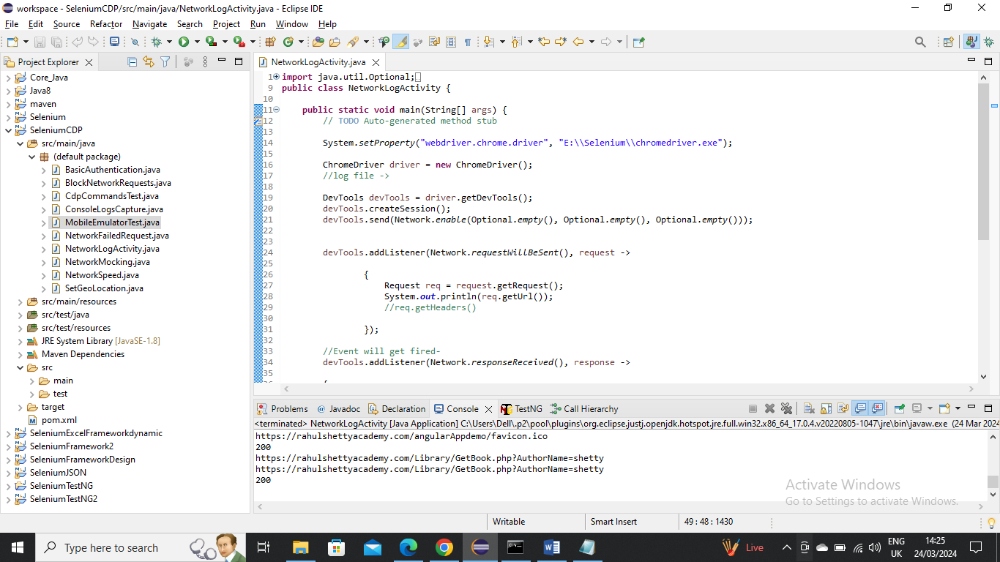 workspace - SeleniumCDP/src/main/java/NetworkLogActivity.java - Eclipse IDE
File Edit Source Refactor Navigate Search Project Run Window Help
Project Explorer
Core_Java
Java8
maven
Selenium
SeleniumCDP
src/main/java
(default package)
BasicAuthentication.java
BlockNetworkRequests.java
CdpCommandsTest.java
ConsoleLogsCapture.java
MobileEmulatorTest.java
NetworkFailedRequest.java
NetworkLogActivity.java
NetworkMocking.java
NetworkSpeed.java
SetGeoLocation.java
src/main/resources
src/test/java
src/test/resources
JRE System Library [JavaSE-1.8]
Maven Dependencies
src
main
test
target
pom.xml
SeleniumExcelFrameworkdynamic
SeleniumFramework2
SeleniumFrameworkDesign
SeleniumJSON
SeleniumTestNG
SeleniumTestNG2
NetworkLogActivity.java
1 import java.util.Optional;
9 public class NetworkLogActivity {
10
11 public static void main(String[] args) {
12 // TODO Auto-generated method stub
13
14 System.setProperty("webdriver.chrome.driver", "E:\\Selenium\\chromedriver.exe");
15
16 ChromeDriver driver = new ChromeDriver();
17 //log file ->
18
19 DevTools devTools = driver.getDevTools();
20 devTools.createSession();
21 devTools.send(Network.enable(Optional.empty(), Optional.empty(), Optional.empty()));
22
23
24 devTools.addListener(Network.requestWillBeSent(), request ->
25
26 {
27 Request req = request.getRequest();
28 System.out.println(req.getUrl());
29 //req.getHeaders()
30
31 });
32
33 //Event will get fired-
34 devTools.addListener(Network.responseReceived(), response ->
35
Problems Javadoc Declaration Console TestNG Call Hierarchy
<terminated> NetworkLogActivity [Java Application] C:\Users\Dell\.p2\pool\plugins\org.eclipse.justj.openjdk.hotspot.jre.full.win32.x86_64_17.0.4.v20220805-1047\jre\bin\javaw.exe (24 Mar 2024
https://rahulshettyacademy.com/angularAppdemo/favicon.ico
200
https://rahulshettyacademy.com/Library/GetBook.php?AuthorName=shetty
https://rahulshettyacademy.com/Library/GetBook.php?AuthorName=shetty
200
Activate Windows
Go to Settings to activate Windows.
Writable Smart Insert 49 : 48 : 1430
Type here to search
Live
ENG
UK
14:25
24/03/2024